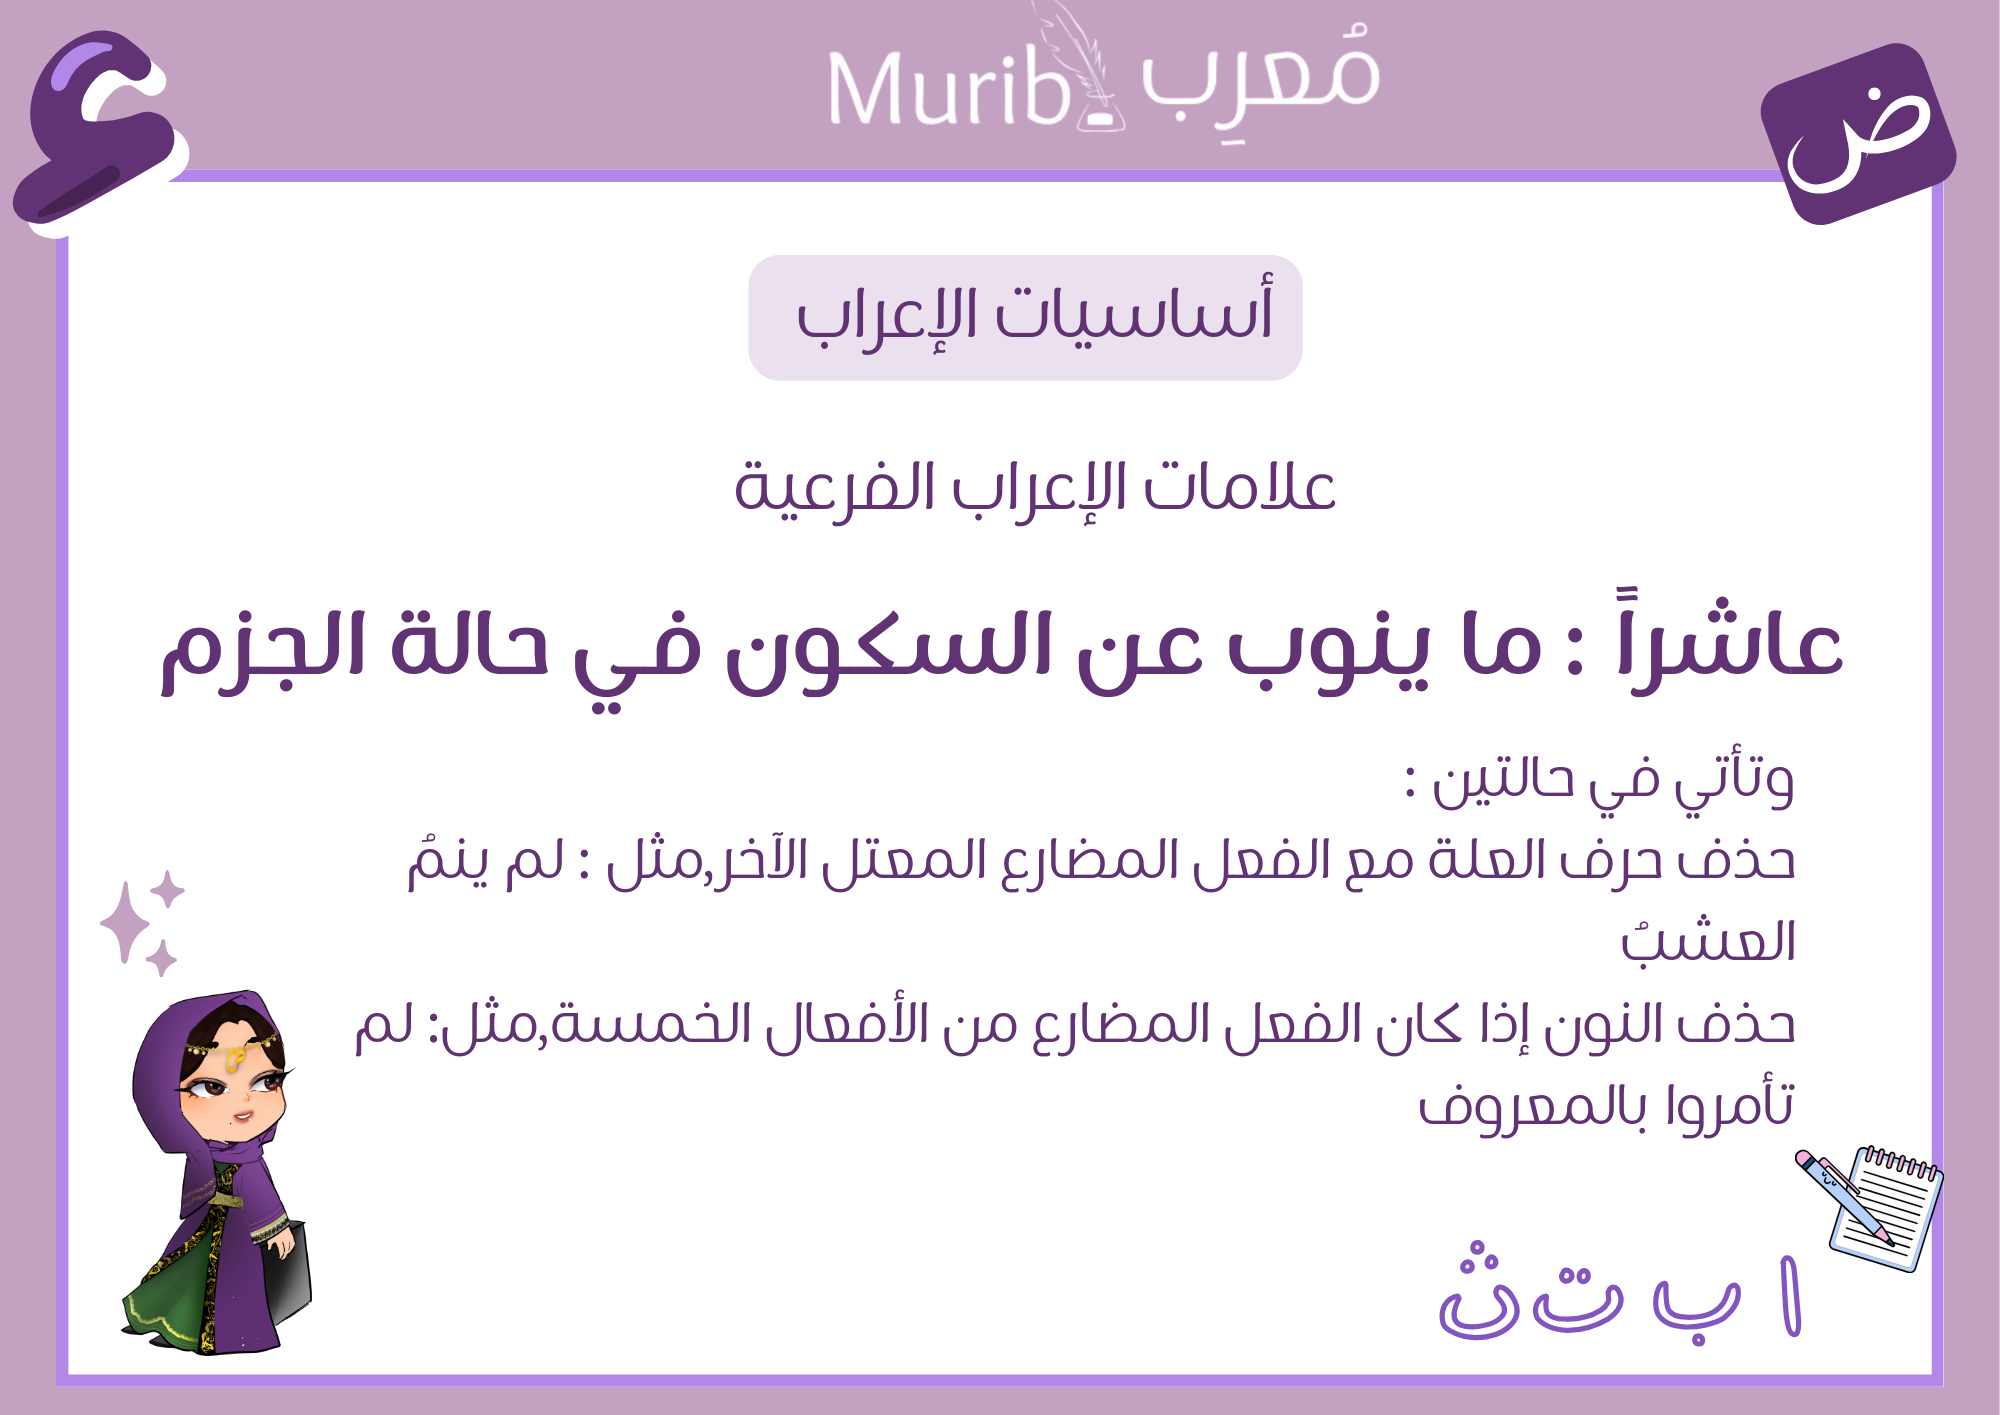 مُعرِب Murib
ض
ع
أساسيات الإعراب
علامات الإعراب الفرعية
عاشراً : ما ينوب عن السكون في حالة الجزم
وتأتي في حالتين :
حذف حرف العلة مع الفعل المضارع المعتل الآخر,مثل : لم ينمُ
العشبُ
حذف النون إذا كان الفعل المضارع من الأفعال الخمسة,مثل: لم
تأمروا بالمعروف
ض
ا ب ت ث